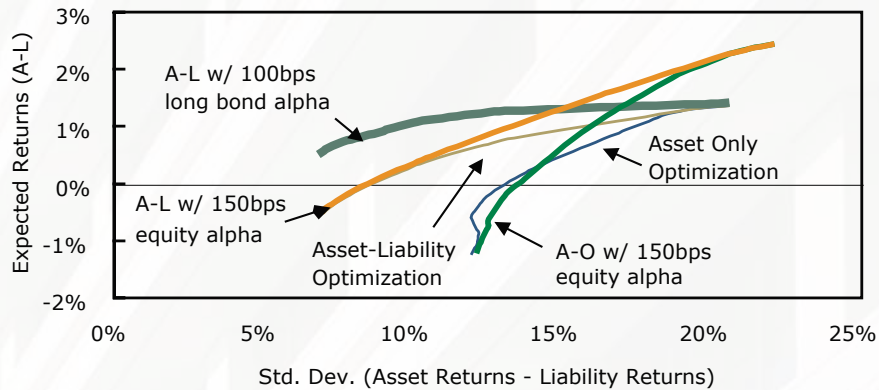 3%
2%
1%
0%
-1%
-2%
Expected Returns (A-L)
A-L w/ 100bps
long bond alpha
A-L w/ 150bps
equity alpha
Asset-Liability
Optimization
Asset Only
Optimization
A-O w/ 150bps
equity alpha
0% 5% 10% 15% 20% 25%
Std. Dev. (Asset Returns - Liability Returns)